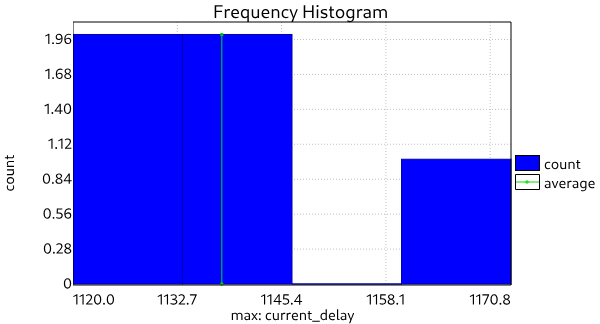 Frequency Histogram
1.96
1.68
1.40
1.12
0.84
0.56
0.28
0
count
1120.0 1132.7 1145.4 1158.1 1170.8
max: current_delay
count
average